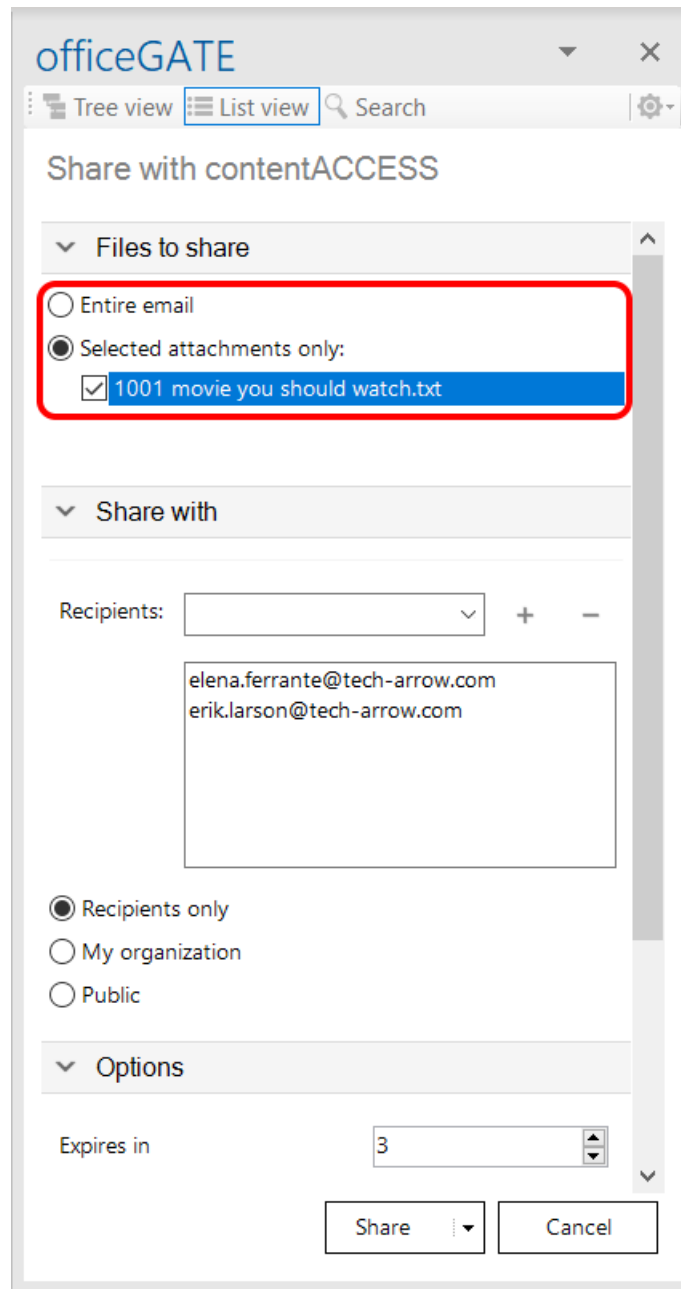 officeGATE
Tree view List view Search
Share with contentACCESS
Files to share
Entire email
Selected attachments only:
1001 movie you should watch.txt
Share with
Recipients:
elena.ferrante@tech-arrow.com
erik.larson@tech-arrow.com
Recipients only
My organization
Public
Options
Expires in 3
Share Cancel